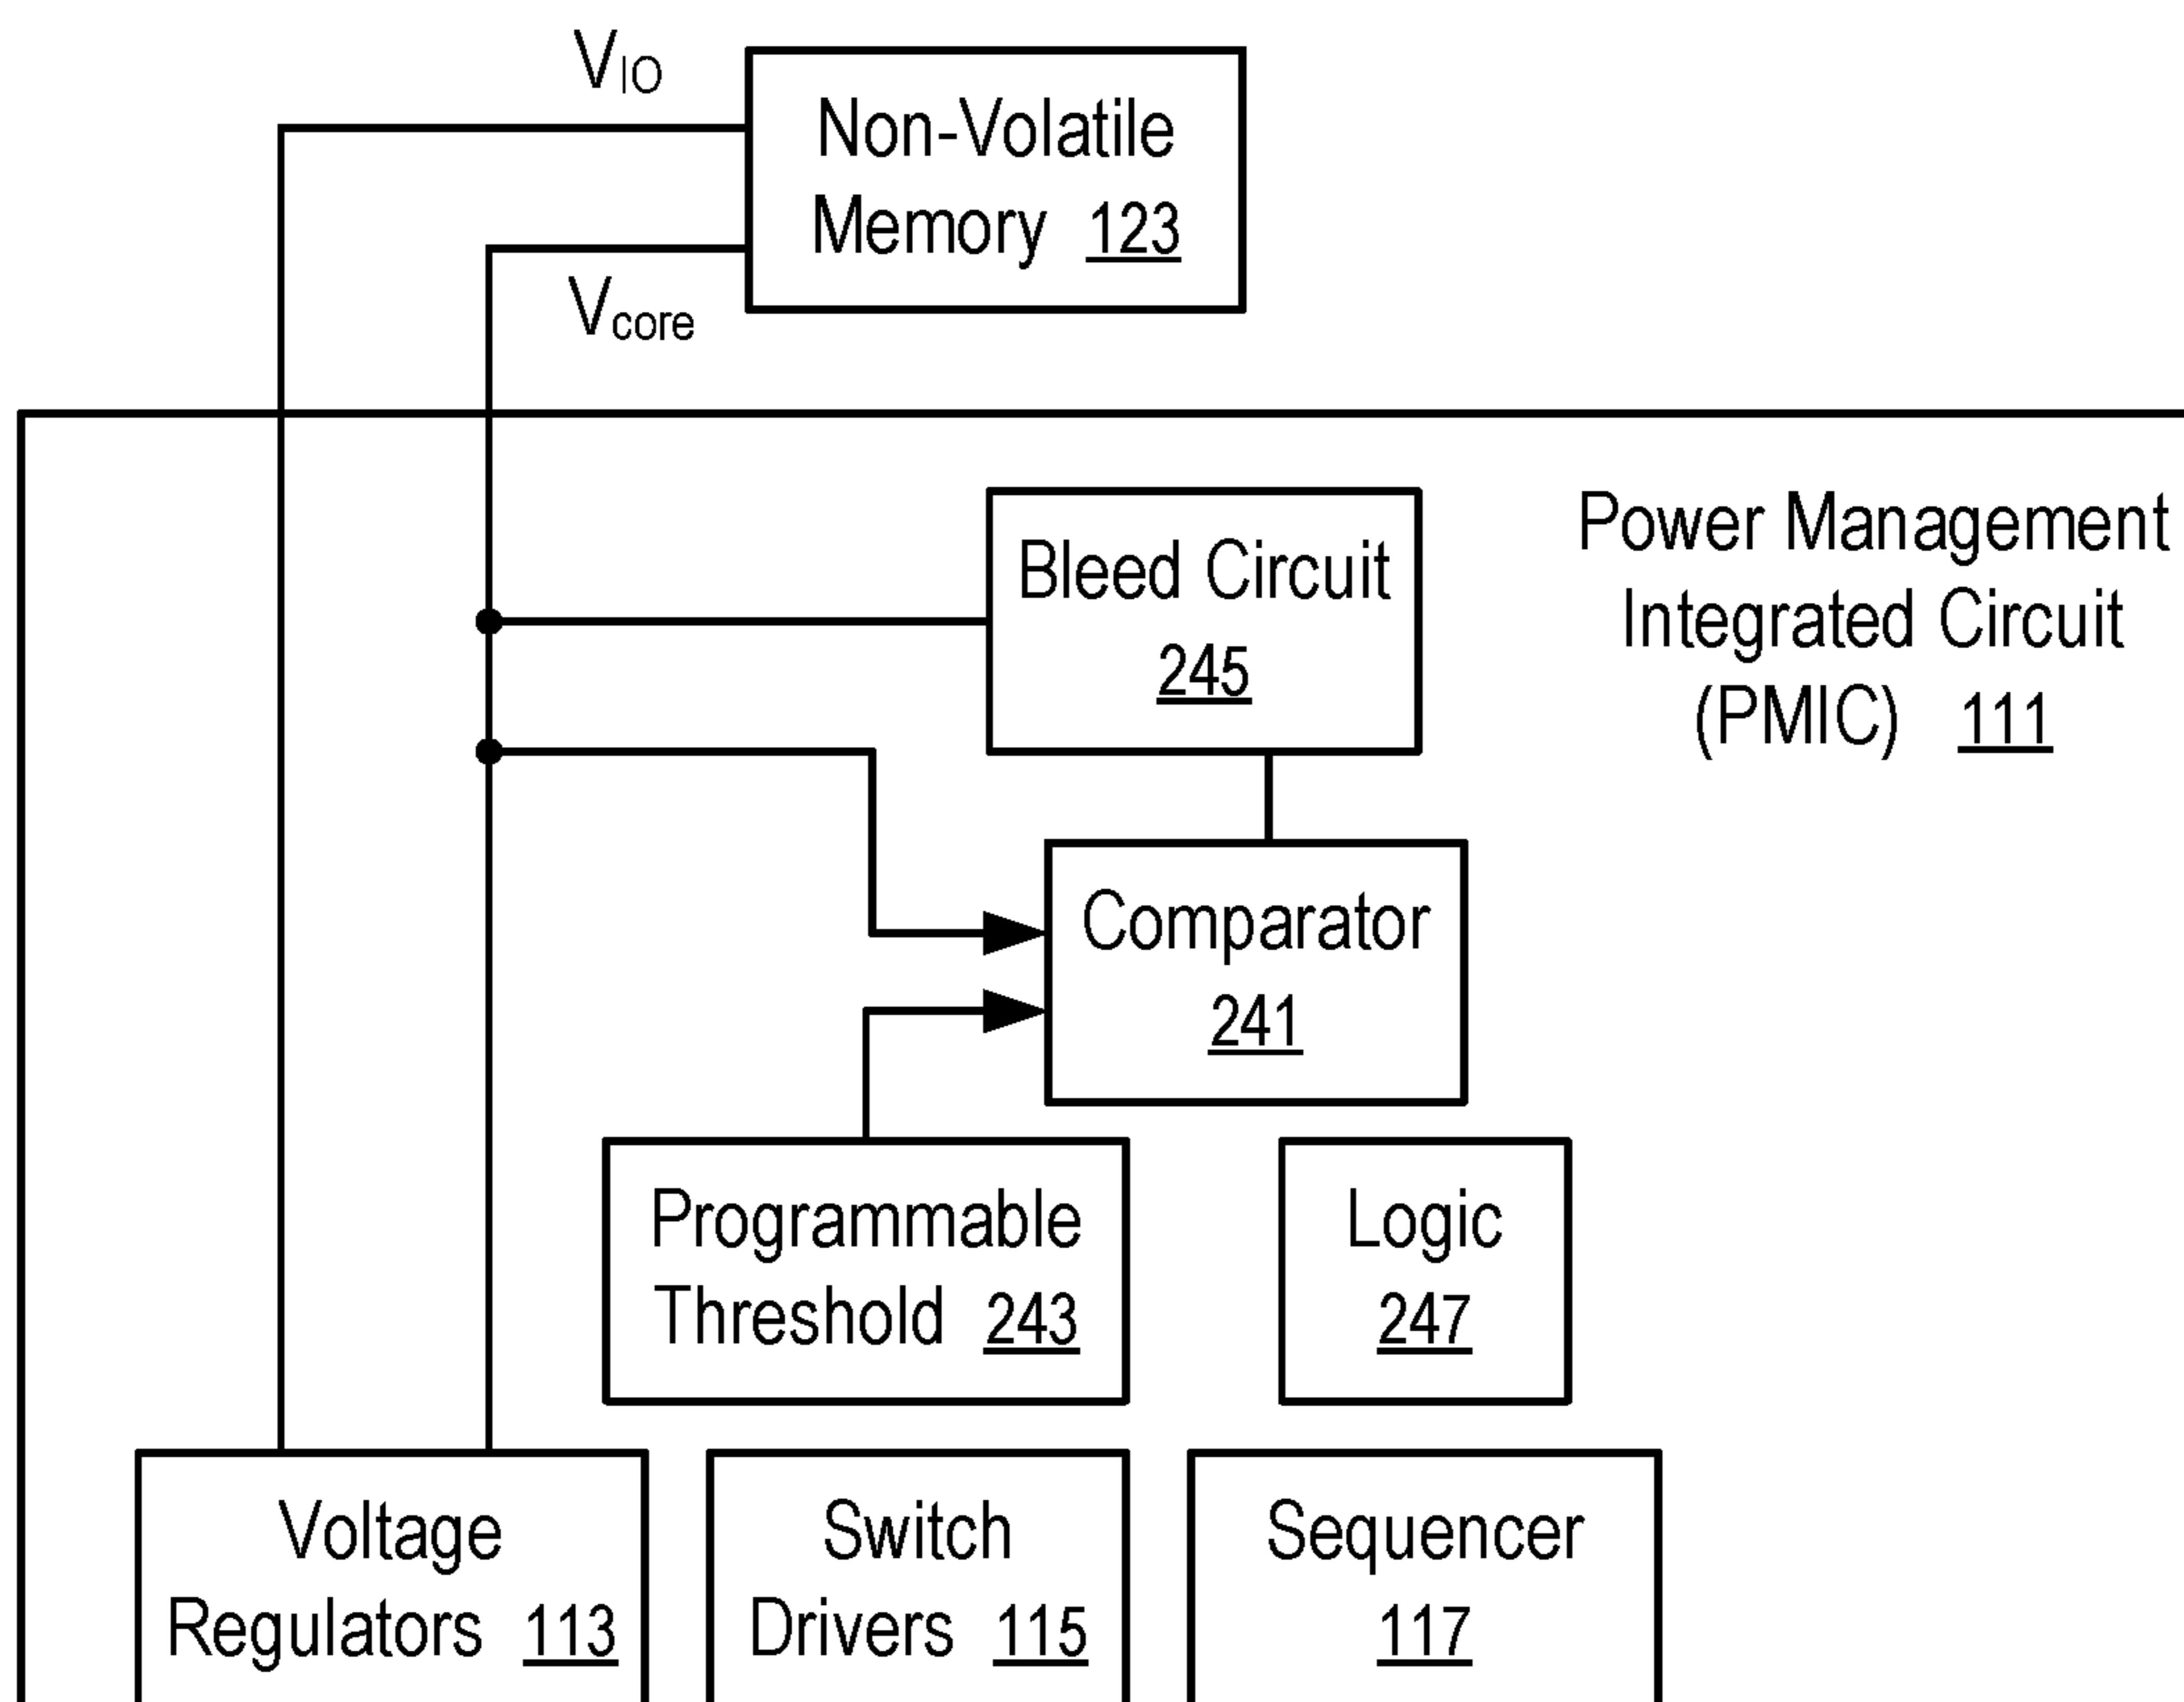 VIO
Non-Volatile
Memory 123
Vcore
Bleed Circuit
245
Power Management
Integrated Circuit
(PMIC) 111
Comparator
241
Programmable
Threshold 243
Logic
247
Voltage
Regulators 113
Switch
Drivers 115
Sequencer
117